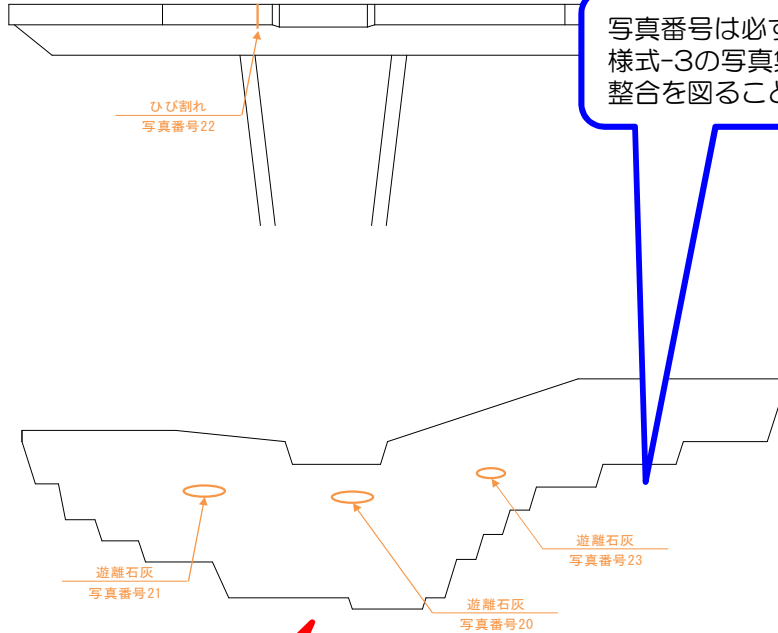 写真番号は必ず
様式-3の写真集
整合を図ること
ひび割れ
写真番号22
遊離石灰
写真番号23
遊離石灰
写真番号21
遊離石灰
写真番号20